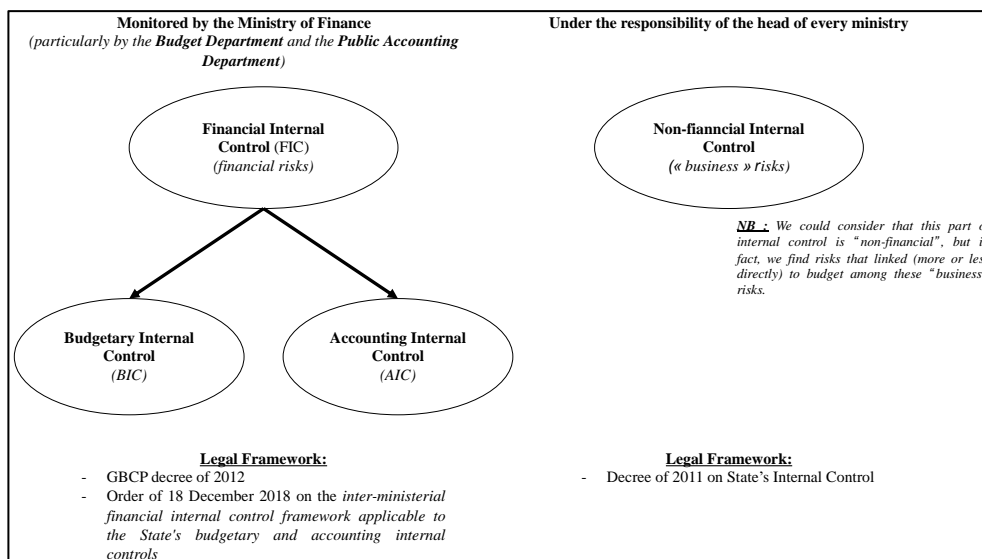 Monitored by the Ministry of Finance
(particularly by the Budget Department and the Public Accounting
Department)
Under the responsibility of the head of every ministry
Financial Internal
Control (FIC)
(financial risks)
Non-fianncial Internal
Control
(« business » risks)
NB : We could consider that this part
internal control is "non-financial", but
fact, we find risks that linked (more or
directly) to budget among these "business
risks.
Budgetary Internal
Control
(BIC)
Accounting Internal
Control
(AIC)
Legal Framework:
- GBCP decree of 2012
- Order of 18 December 2018 on the inter-ministerial
financial internal control framework applicable to
the State's budgetary and accounting internal
controls
Legal Framework:
- Decree of 2011 on State's Internal Control